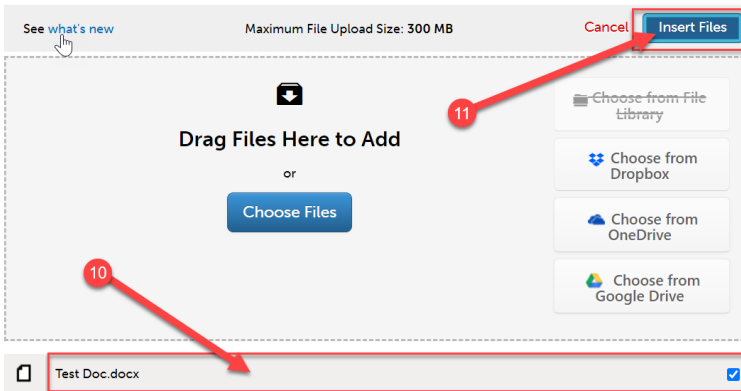 See what's new
Maximum File Upload Size: 300 MB
Cancel
Insert Files
11
Drag Files Here to Add
or
Choose Files
Choose from File
Library
Choose from
Dropbox
Choose from
OneDrive
Choose from
Google Drive
10
Test Doc.docx